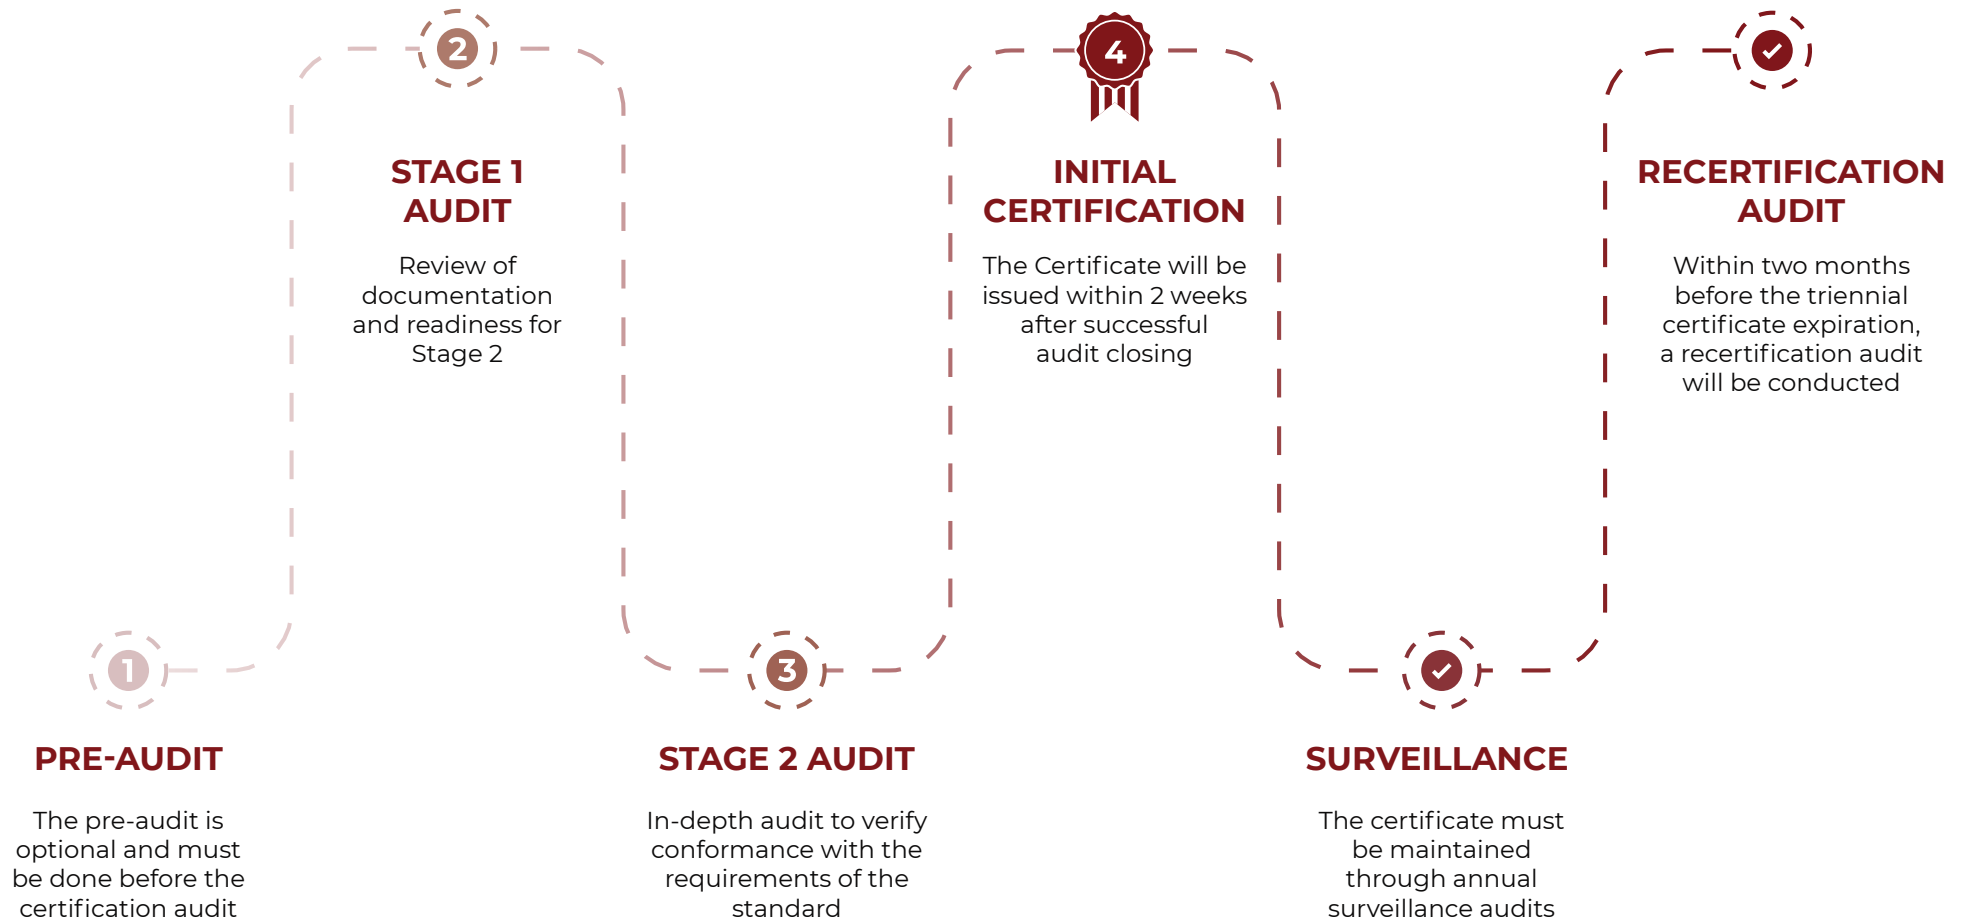 1
PRE-AUDIT
The pre-audit is
optional and must
be done before the
certification audit
2
STAGE 1
AUDIT
Review of
documentation
and readiness for
Stage 2
3
STAGE 2 AUDIT
In-depth audit to verify
conformance with the
requirements of the
standard
4
INITIAL
CERTIFICATION
The Certificate will be
issued within 2 weeks
after successful
audit closing
SURVEILLANCE
The certificate must
be maintained
through annual
surveillance audits
RECERTIFICATION
AUDIT
Within two months
before the triennial
certificate expiration,
a recertification audit
will be conducted